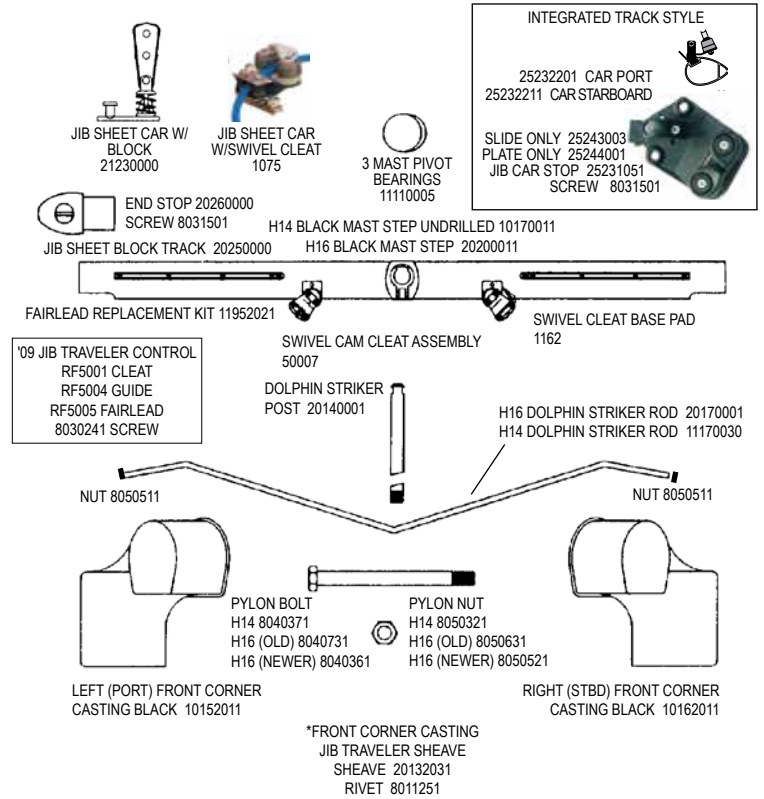 INTEGRATED TRACK STYLE
25232201 CAR PORT
25232211 CAR STARBOARD
SLIDE ONLY 25243003
PLATE ONLY 25244001
JIB CAR STOP 25231051
SCREW 8031501
JIB SHEET CAR W/
BLOCK
21230000
JIB SHEET CAR
W/SWIVEL CLEAT
1075
3 MAST PIVOT
BEARINGS
11110005
END STOP 20260000
SCREW 8031501
JIB SHEET BLOCK TRACK 20250000
H14 BLACK MAST STEP UNDRILLED 10170011
H16 BLACK MAST STEP 20200011
FAIRLEAD REPLACEMENT KIT 11952021
SWIVEL CAM CLEAT ASSEMBLY
50007
SWIVEL CLEAT BASE PAD
1162
'09 JIB TRAVELER CONTROL
RF5001 CLEAT
RF5004 GUIDE
RF5005 FAIRLEAD
8030241 SCREW
DOLPHIN STRIKER
POST 20140001
H16 DOLPHIN STRIKER ROD 20170001
H14 DOLPHIN STRIKER ROD 11170030
NUT 8050511
NUT 8050511
PYLON BOLT
H14 8040371
H16 (OLD) 8040731
H16 (NEWER) 8040361
PYLON NUT
H14 8050321
H16 (OLD) 8050631
H16 (NEWER) 8050521
LEFT (PORT) FRONT CORNER
CASTING BLACK 10152011
RIGHT (STBD) FRONT CORNER
CASTING BLACK 10162011
*FRONT CORNER CASTING
JIB TRAVELER SHEAVE
SHEAVE 20132031
RIVET 8011251